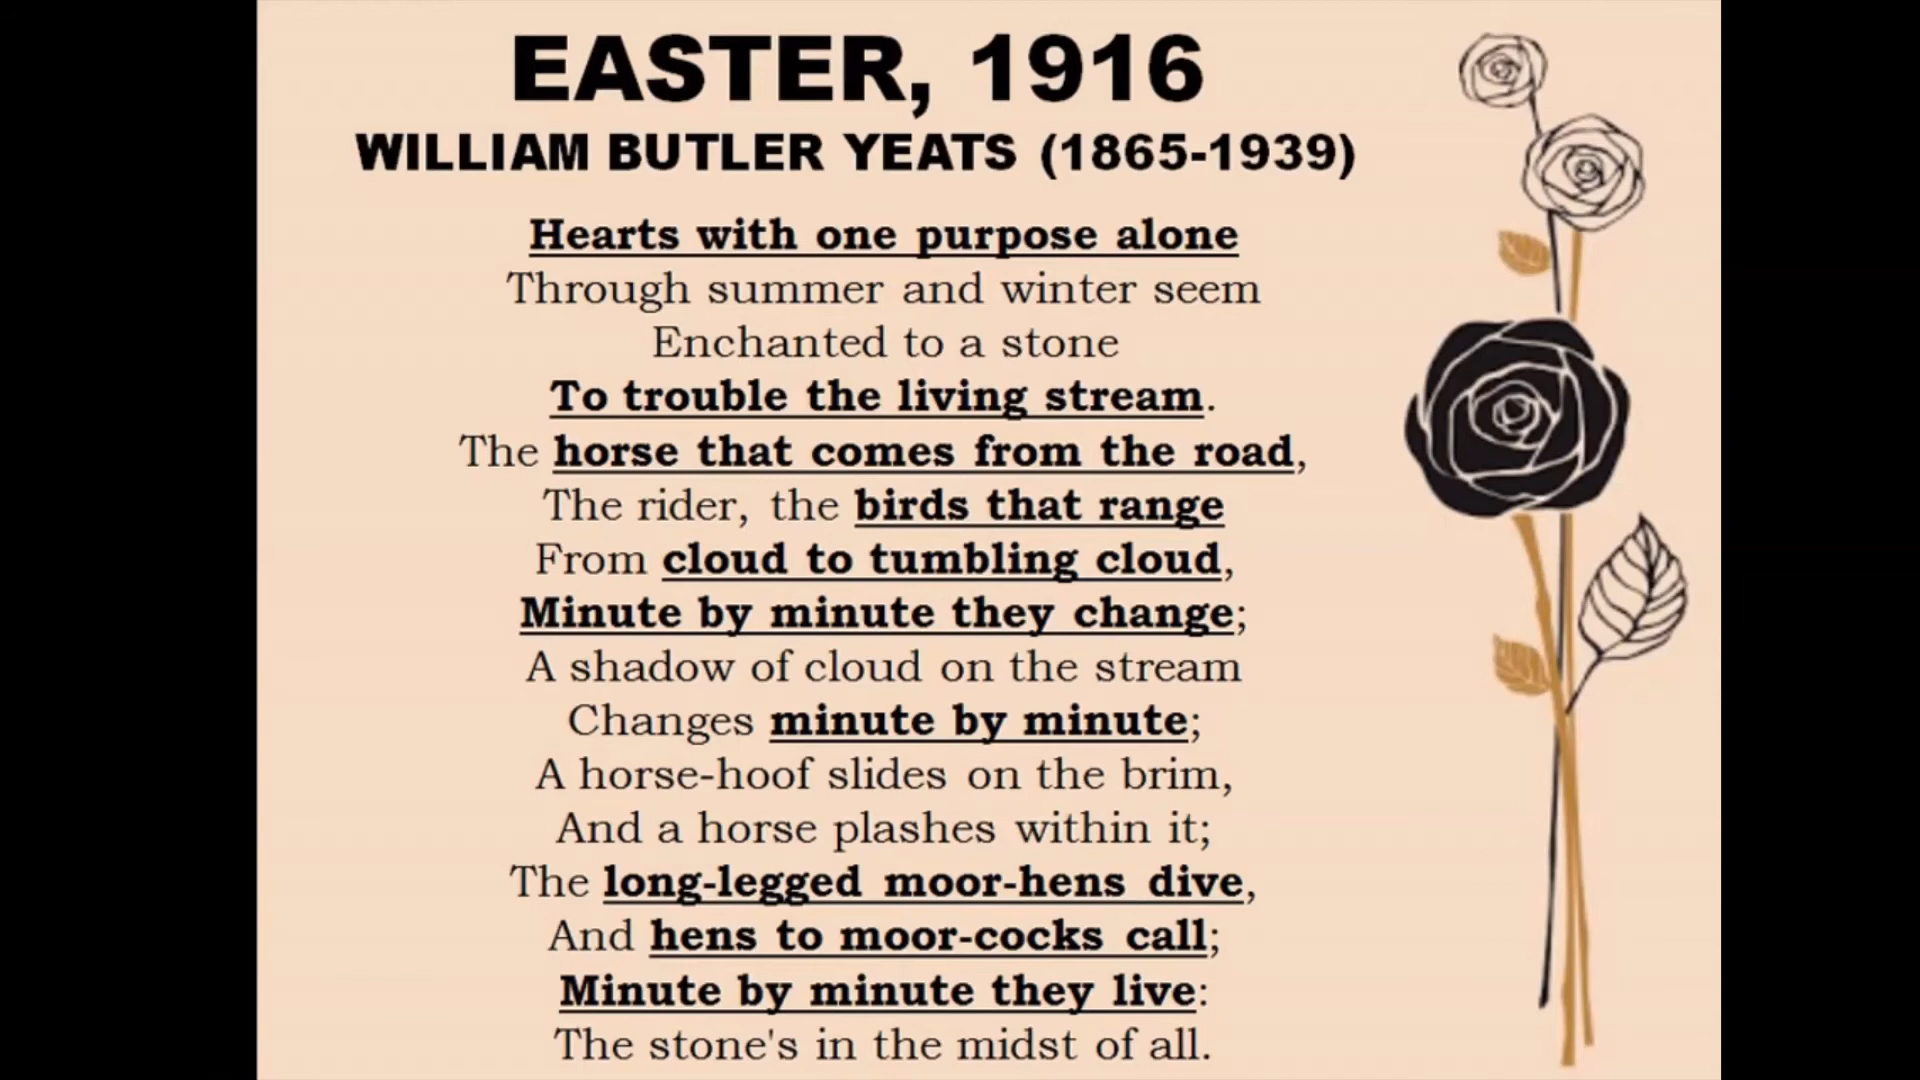 EASTER, 1916
WILLIAM BUTLER YEATS (1865-1939)
Hearts with one purpose alone
Through summer and winter seem
Enchanted to a stone
To trouble the living stream.
The horse that comes from the road,
The rider, the birds that range
From cloud to tumbling cloud,
Minute by minute they change;
A shadow of cloud on the stream
Changes minute by minute;
A horse-hoof slides on the brim,
And a horse plashes within it;
The long-legged moor-hens dive,
And hens to moor-cocks call;
Minute by minute they live:
The stone's in the midst of all.